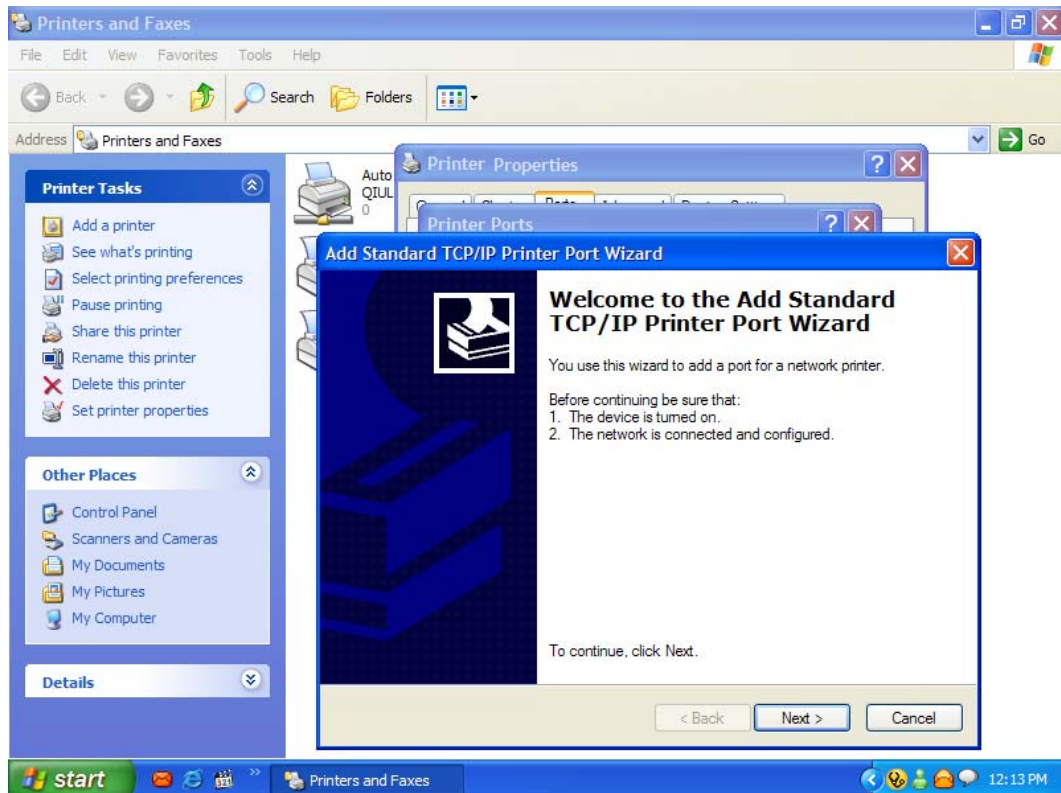 Printers and Faxes
File Edit View Favorites Tools Help
Back Search Folders
Address Printers and Faxes Go
Printer Tasks
Add a printer
See what's printing
Select printing preferences
Pause printing
Share this printer
Rename this printer
Delete this printer
Set printer properties
Other Places
Control Panel
Scanners and Cameras
My Documents
My Pictures
My Computer
Details
Auto
QIUL
0
Printer Properties
Printer Ports
Add Standard TCP/IP Printer Port Wizard
Welcome to the Add Standard
TCP/IP Printer Port Wizard
You use this wizard to add a port for a network printer.
Before continuing be sure that:
1. The device is turned on.
2. The network is connected and configured.
To continue, click Next.
< Back Next > Cancel
start Printers and Faxes 12:13 PM